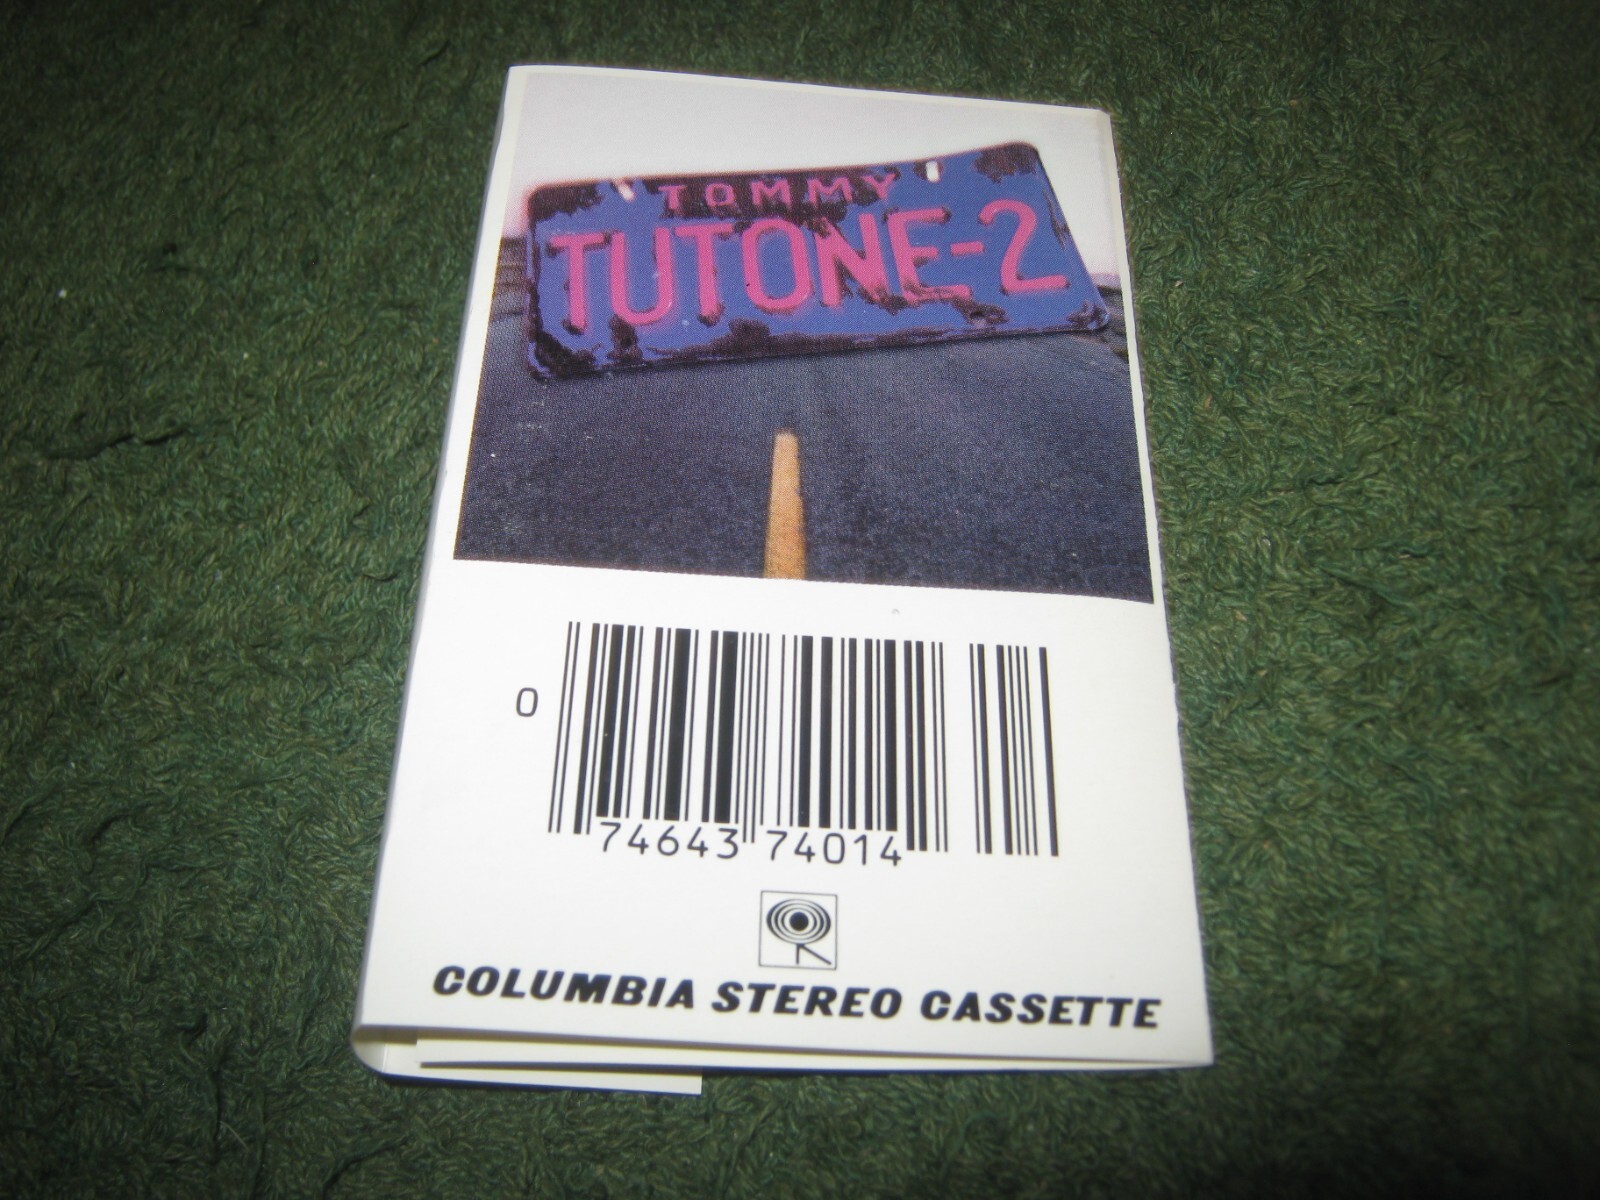 TOMMY
TUTONE-2
0
74643 74014
COLUMBIA STEREO CASSETTE